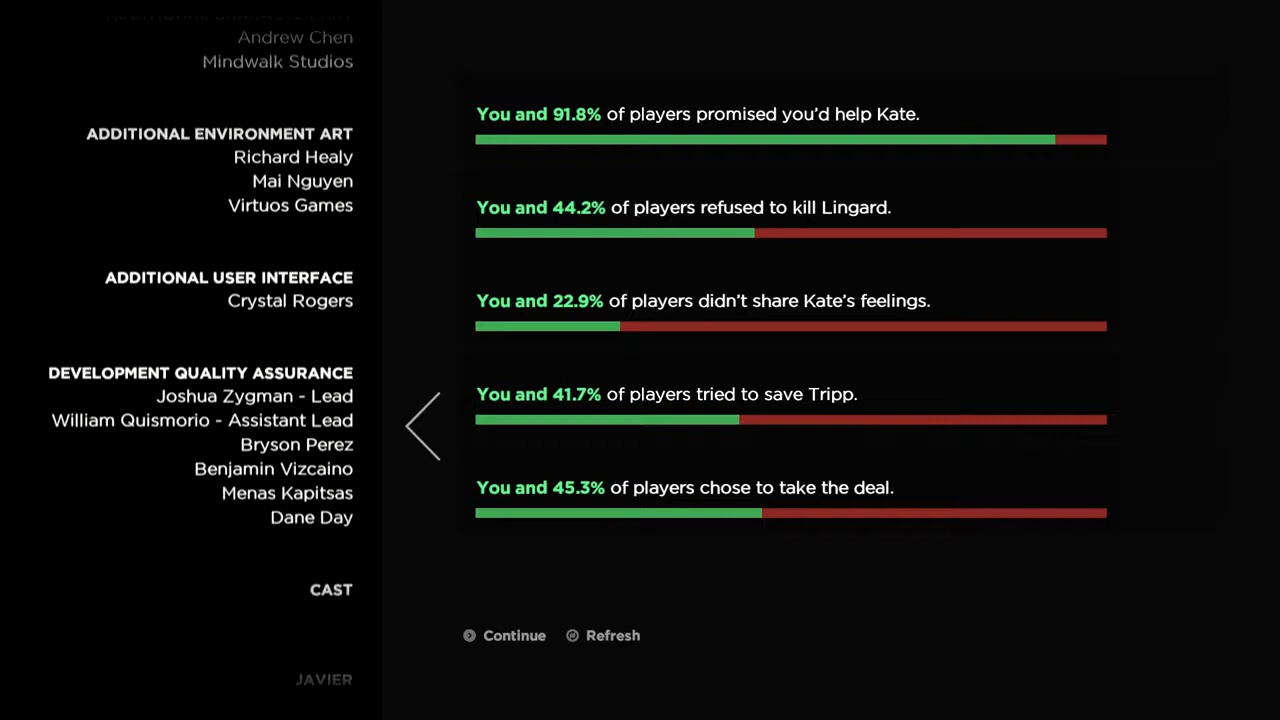 Andrew Chen
Mindwalk Studios
ADDITIONAL ENVIRONMENT ART
Richard Healy
Mai Nguyen
Virtuos Games
ADDITIONAL USER INTERFACE
Crystal Rogers
DEVELOPMENT QUALITY ASSURANCE
Joshua Zygman - Lead
William Quismorio - Assistant Lead
Bryson Perez
Benjamin Vizcaino
Menas Kapitsas
Dane Day
CAST
JAVIER
You and 91.8% of players promised you'd help Kate.
You and 44.2% of players refused to kill Lingard.
You and 22.9% of players didn't share Kate's feelings.
You and 41.7% of players tried to save Tripp.
You and 45.3% of players chose to take the deal.
Continue
Refresh